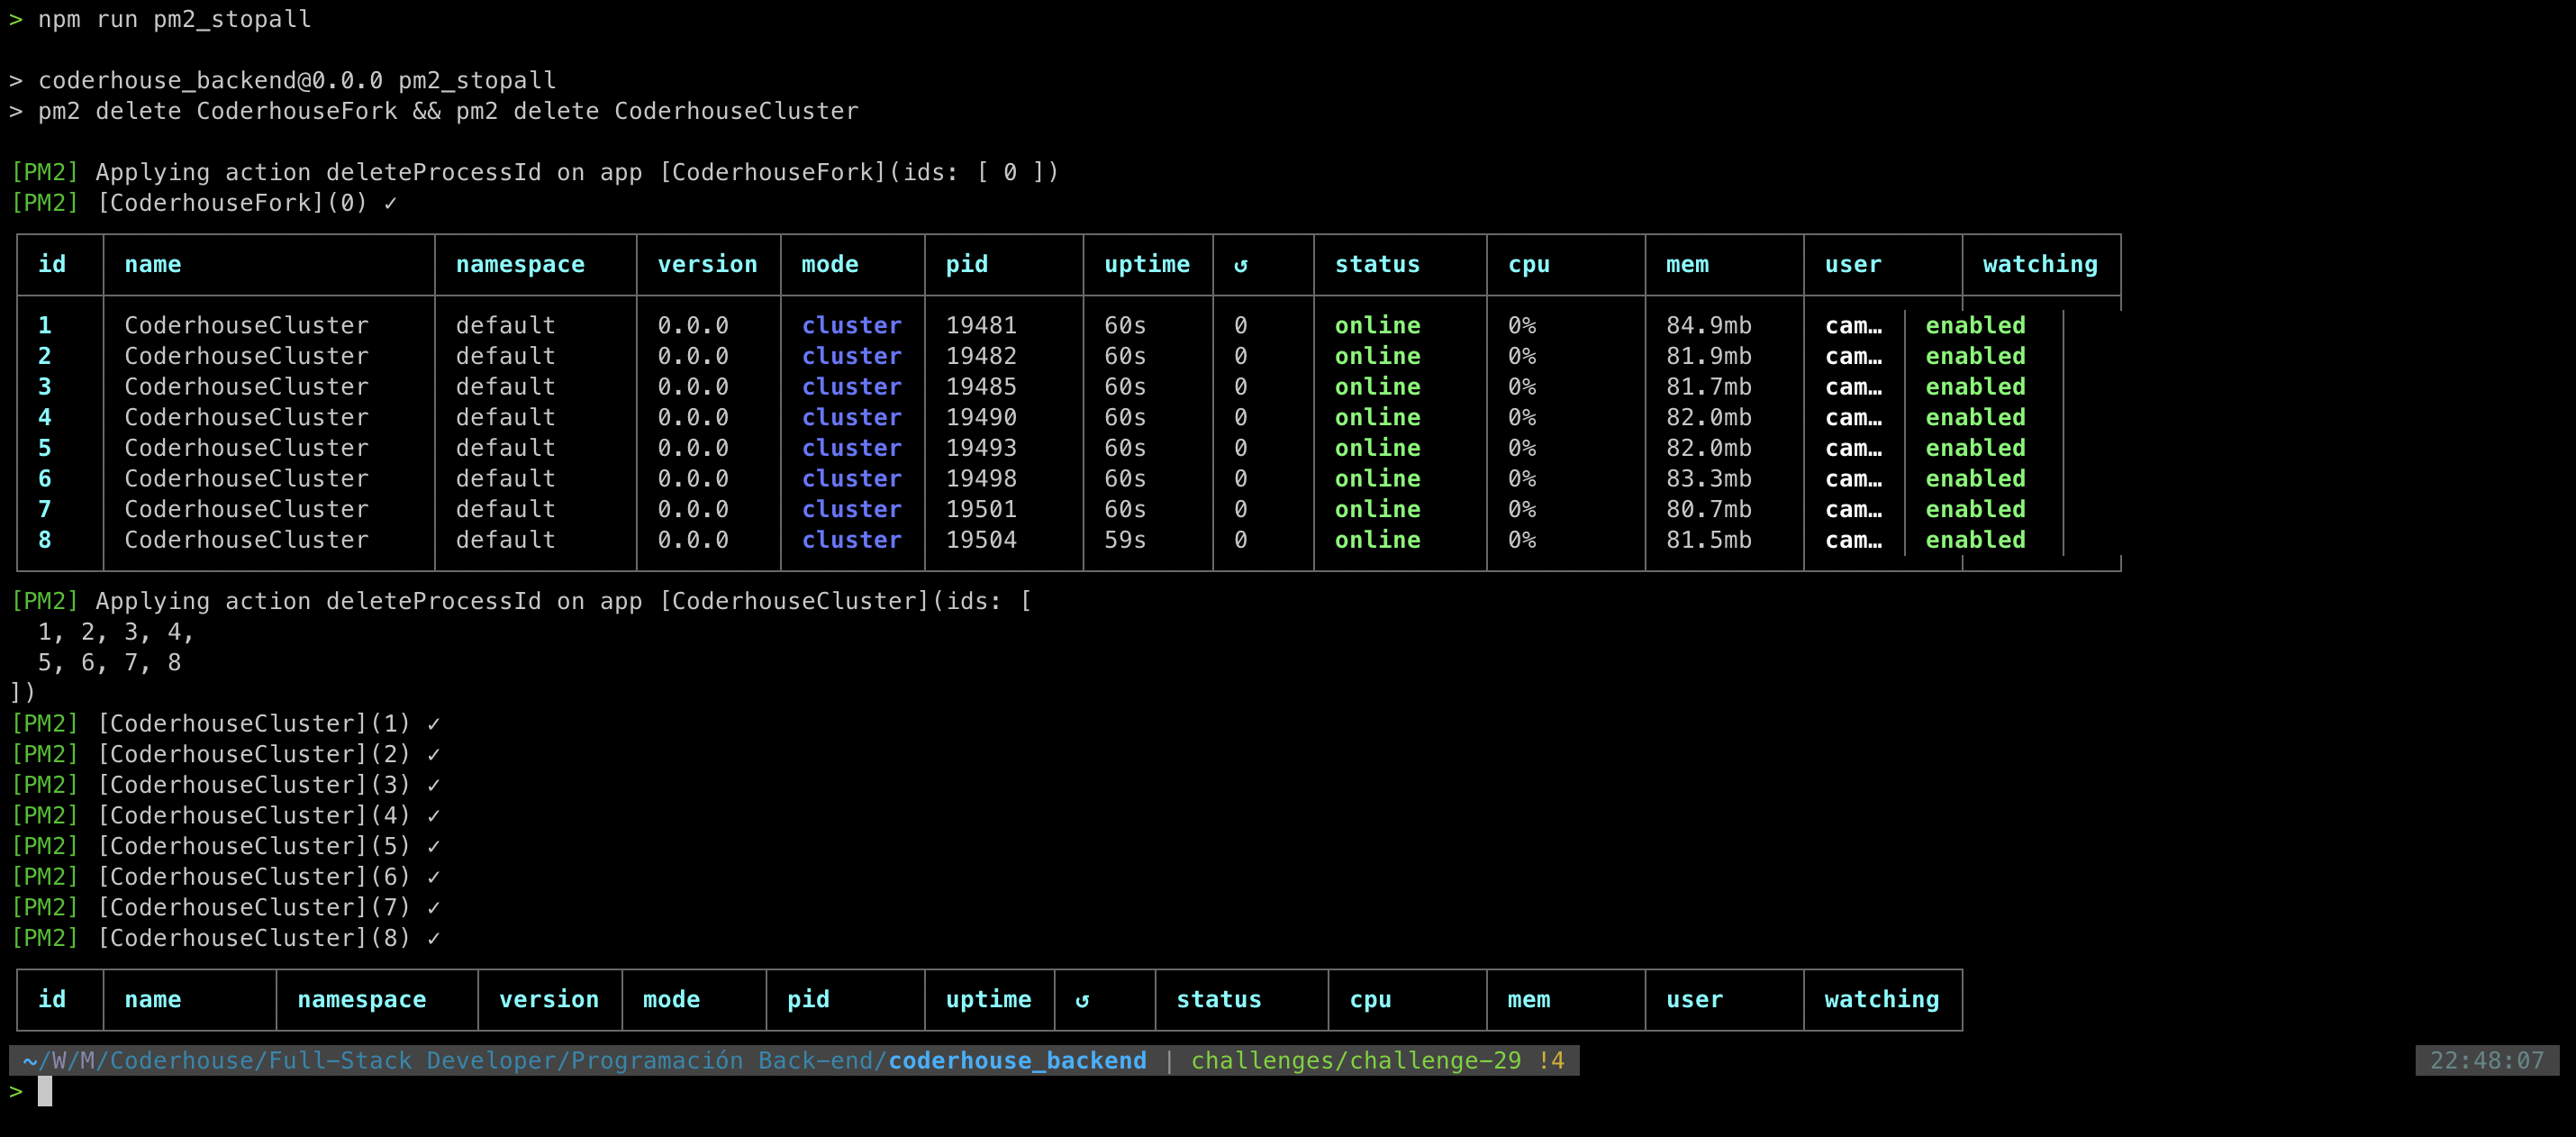 > npm run pm2_stopall
> coderhouse_backend@0.0.0 pm2_stopall
> pm2 delete CoderhouseFork && pm2 delete CoderhouseCluster
[PM2] Applying action deleteProcessId on app [CoderhouseFork](ids: [ 0 ])
[PM2] [CoderhouseFork](0) ✓
id name namespace version mode pid uptime ↺ status cpu mem user watching
1 CoderhouseCluster default 0.0.0 cluster 19481 60s 0 online 0% 84.9mb cam… enabled
2 CoderhouseCluster default 0.0.0 cluster 19482 60s 0 online 0% 81.9mb cam… enabled
3 CoderhouseCluster default 0.0.0 cluster 19485 60s 0 online 0% 81.7mb cam… enabled
4 CoderhouseCluster default 0.0.0 cluster 19490 60s 0 online 0% 82.0mb cam… enabled
5 CoderhouseCluster default 0.0.0 cluster 19493 60s 0 online 0% 82.0mb cam… enabled
6 CoderhouseCluster default 0.0.0 cluster 19498 60s 0 online 0% 83.3mb cam… enabled
7 CoderhouseCluster default 0.0.0 cluster 19501 60s 0 online 0% 80.7mb cam… enabled
8 CoderhouseCluster default 0.0.0 cluster 19504 59s 0 online 0% 81.5mb cam… enabled
[PM2] Applying action deleteProcessId on app [CoderhouseCluster](ids: [
1, 2, 3, 4,
5, 6, 7, 8
])
[PM2] [CoderhouseCluster](1) ✓
[PM2] [CoderhouseCluster](2) ✓
[PM2] [CoderhouseCluster](3) ✓
[PM2] [CoderhouseCluster](4) ✓
[PM2] [CoderhouseCluster](5) ✓
[PM2] [CoderhouseCluster](6) ✓
[PM2] [CoderhouseCluster](7) ✓
[PM2] [CoderhouseCluster](8) ✓
id name namespace version mode pid uptime ↺ status cpu mem user watching
~/W/M/Coderhouse/Full-Stack Developer/Programación Back-end/coderhouse_backend | challenges/challenge-29 !4 22:48:07
>